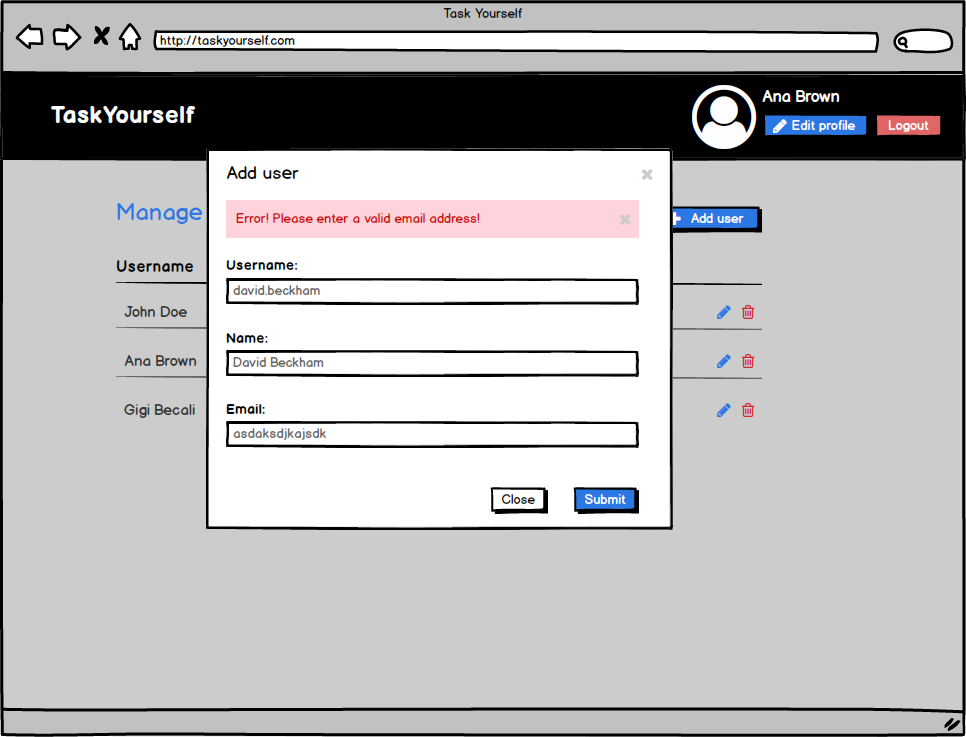 Task Yourself
http://taskyourself.com
TaskYourself
Ana Brown
Edit profile
Logout
Add user
Error! Please enter a valid email address!
Manage
Add user
Username
Username:
david.beckham
John Doe
Name:
Ana Brown
David Beckham
Gigi Becali
Email:
asdaksdjkajsdk
Close
Submit